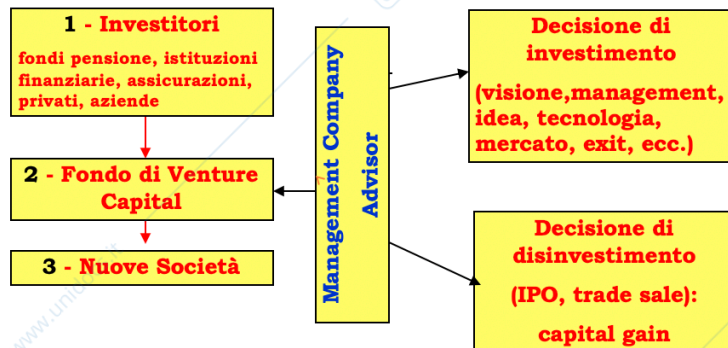 1 - Investitori
fondi pensione, istituzioni
finanziarie, assicurazioni,
privati, aziende
2 - Fondo di Venture
Capital
3 - Nuove Società
Management Company
Advisor
Decisione di
investimento
(visione,management,
idea, tecnologia,
mercato, exit, ecc.)
Decisione di
disinvestimento
(IPO, trade sale):
capital gain